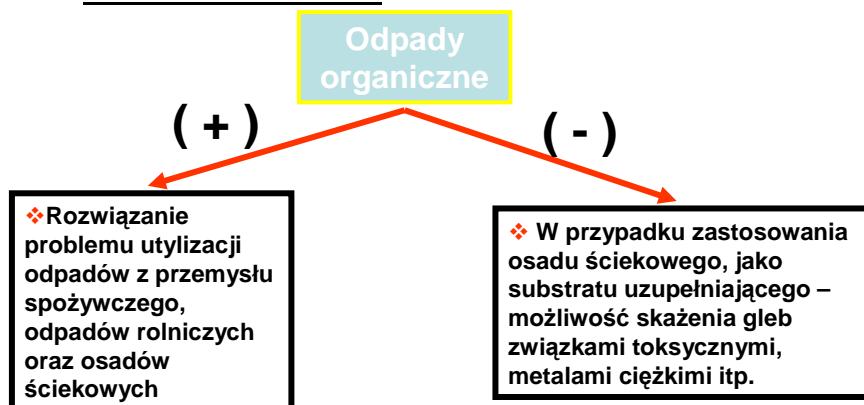 Odpady
organiczne
( + )
( - )
❖Rozwiązanie
problemu utylizacji
odpadów z przemysłu
spożywczego,
odpadów rolniczych
oraz osadów
ściekowych
❖ W przypadku zastosowania
osadu ściekowego, jako
substratu uzupełniającego –
możliwość skażenia gleb
związkami toksycznymi,
metalami ciężkimi itp.